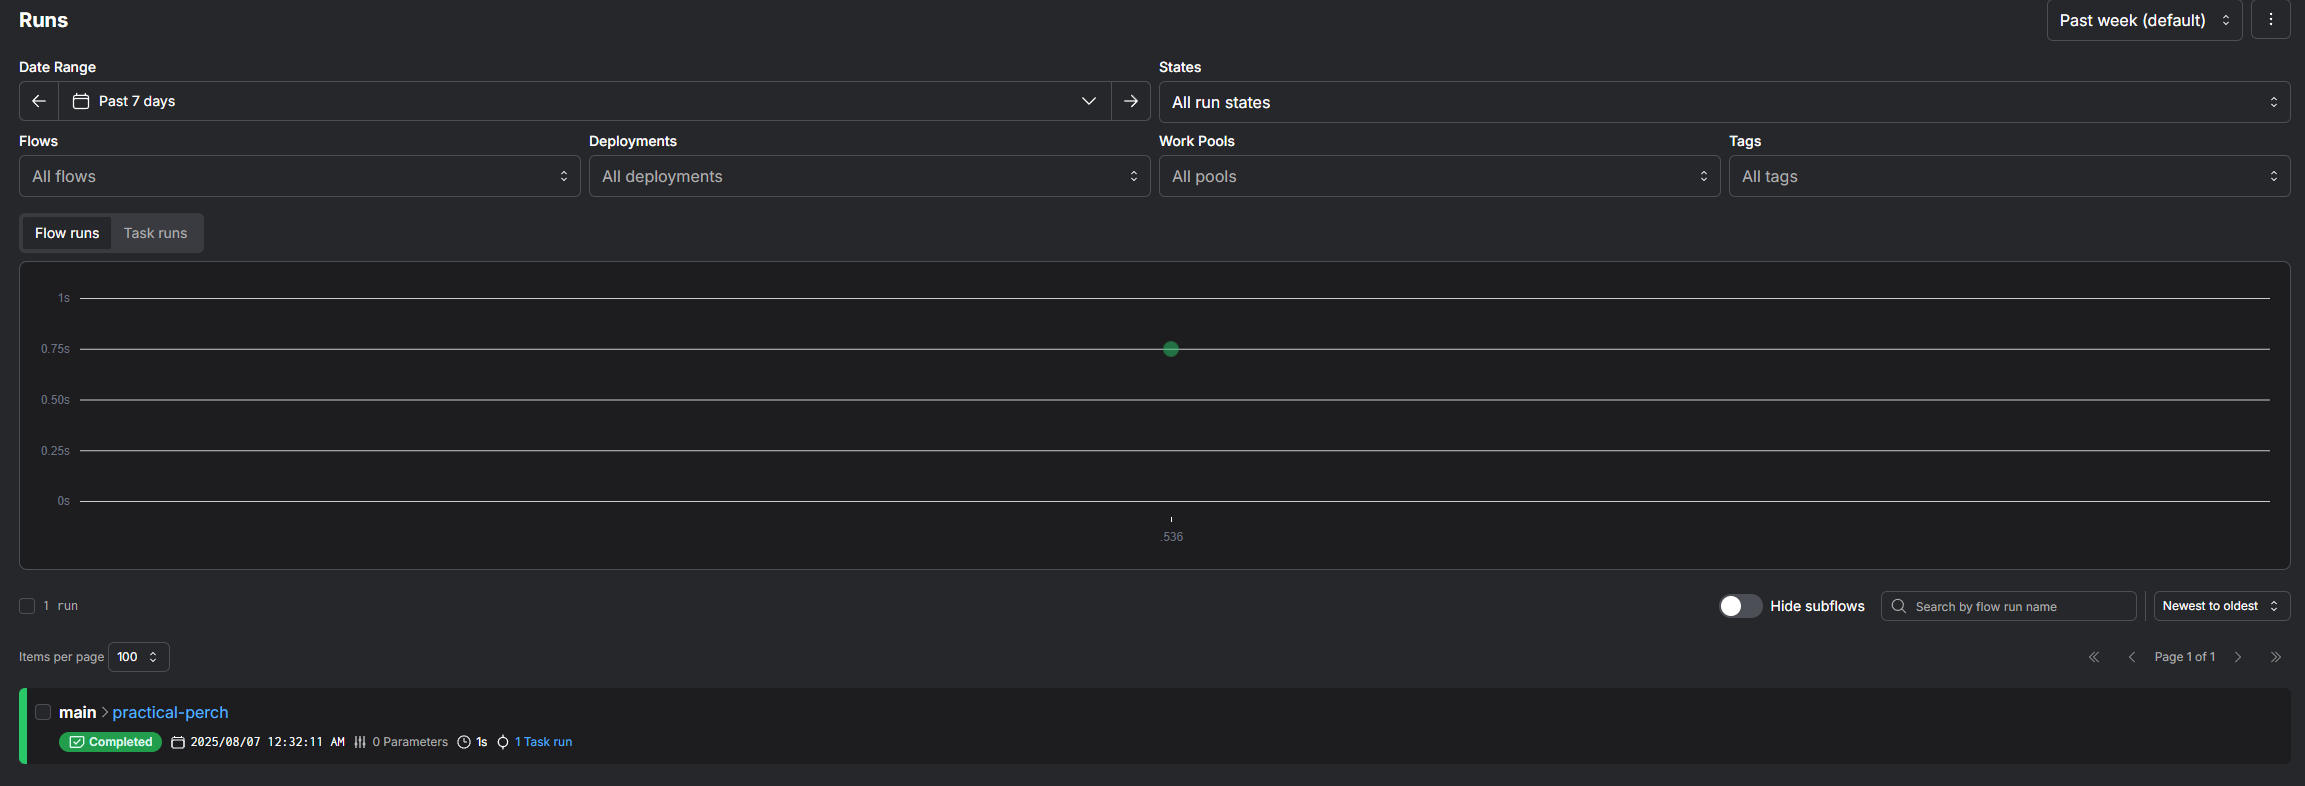 Runs
Past week (default)
Date Range
States
Past 7 days
All run states
Flows
Deployments
Work Pools
Tags
All flows
All deployments
All pools
All tags
Flow runs
Task runs
1s
0.75s
0.50s
0.25s
0s
.536
1 run
Hide subflows
Search by flow run name
Newest to oldest
Items per page 100
Page 1 of 1
main practical-perch
Completed 2025/08/07 12:32:11 AM 0 Parameters 1s 1 Task run